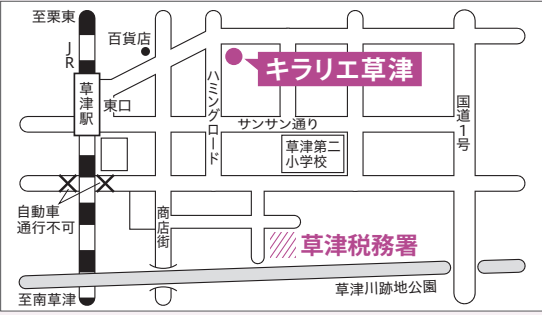 至栗東
百貨店
JR
キラリエ草津
草津駅
東口
ハミングロード
国道1号
サンサン通り
草津第二
小学校
自動車
通行不可
商店街
草津税務署
草津川跡地公園
至南草津